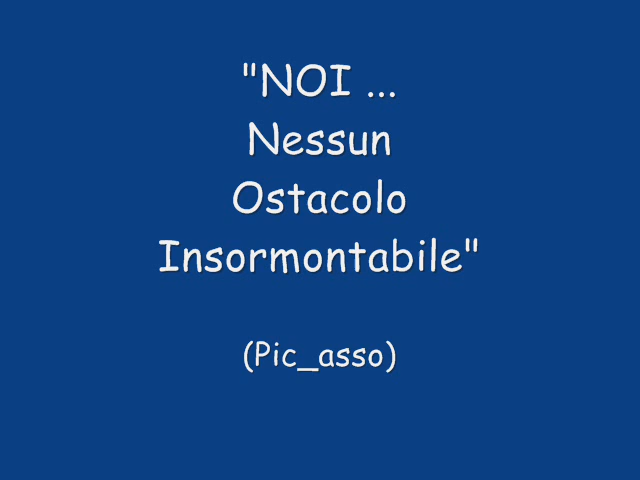 "NOI ...
Nessun
Ostacolo
Insormontabile"
(Pic_asso)